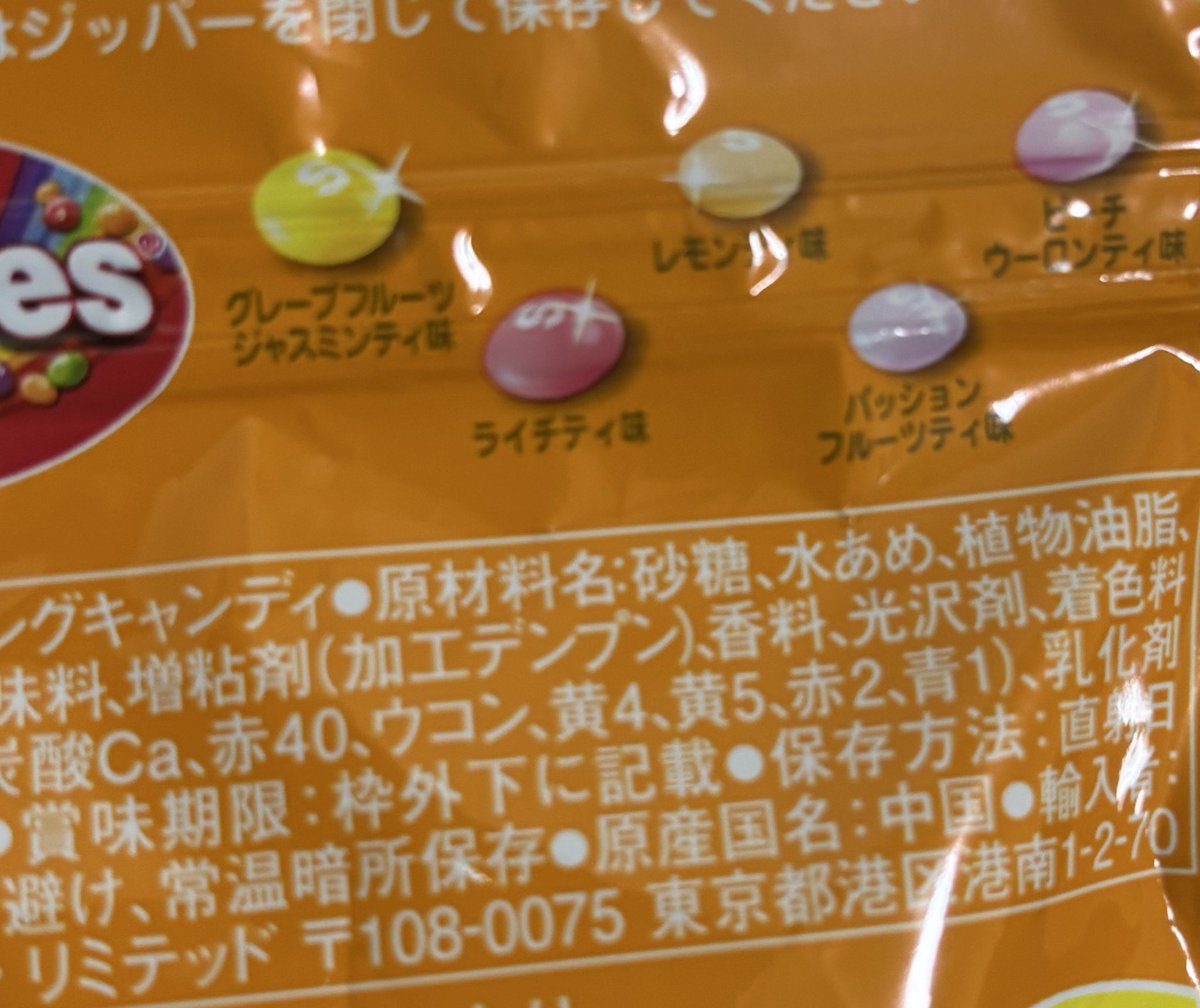 はジッパーを閉じて保存してください
es
グレープフルーツ
ジャスミンティ味
レモンティ味
ピーチ
ウーロンティ味
ライチティ味
パッション
フルーツティ味
ングキャンディ●原材料名:砂糖、水あめ、植物油脂、
味料、増粘剤(加工デンプン)、香料、光沢剤、着色料
炭酸Ca、赤40、ウコン、黄4、黄5、赤2、青1)、乳化剤
●賞味期限:枠外下に記載●保存方法:直射日
避け、常温暗所保存●原産国名:中国●輸入者:
リミテッド 〒108-0075 東京都港区港南1-2-70